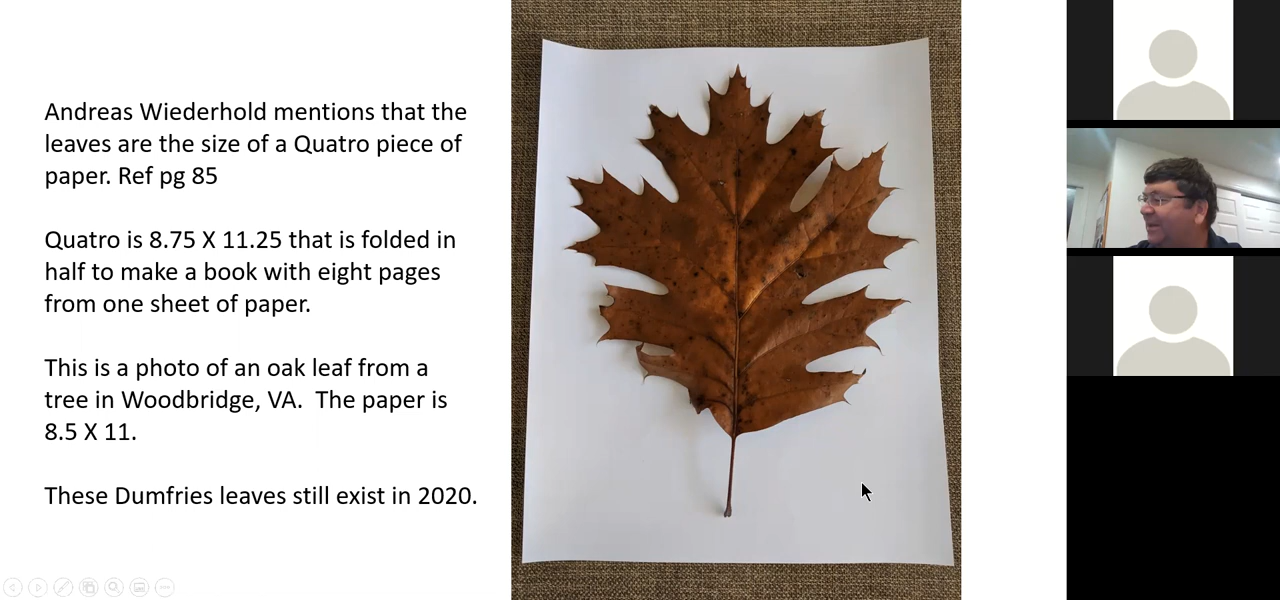 Andreas Wiederhold mentions that the
leaves are the size of a Quatro piece of
paper. Ref pg 85
Quatro is 8.75 X 11.25 that is folded in
half to make a book with eight pages
from one sheet of paper.
This is a photo of an oak leaf from a
tree in Woodbridge, VA.  The paper is
8.5 X 11.
These Dumfries leaves still exist in 2020.